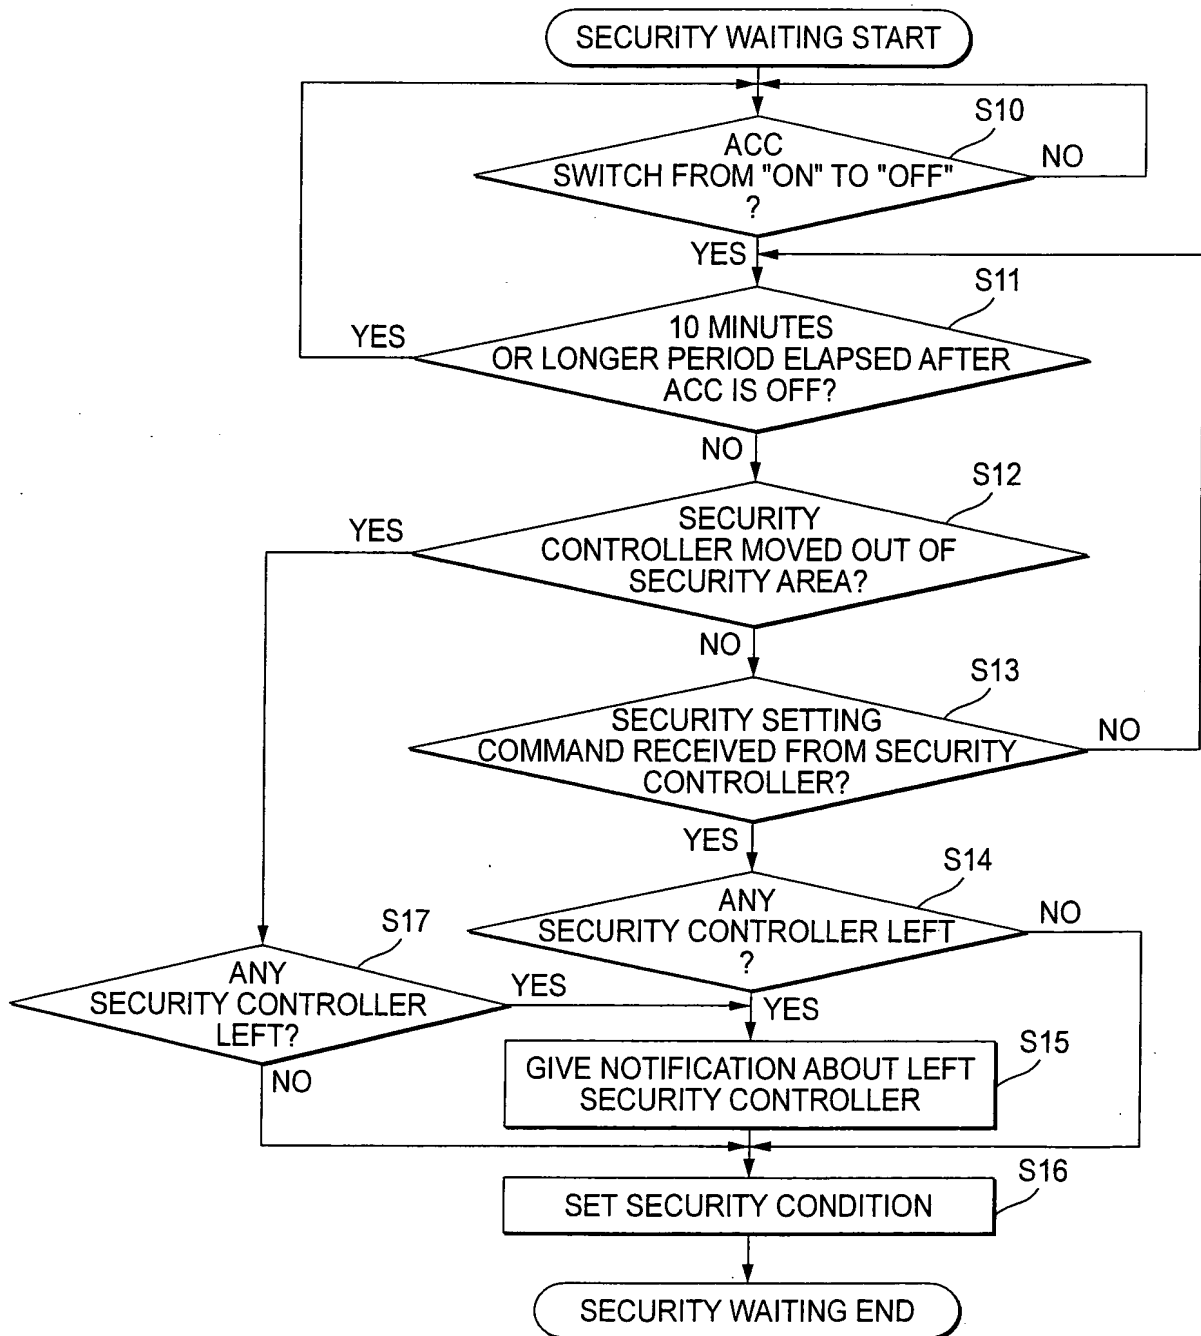 SECURITY WAITING START
S10
ACC
SWITCH FROM "ON" TO "OFF"
?
NO
YES
S11
10 MINUTES
OR LONGER PERIOD ELAPSED AFTER
ACC IS OFF?
YES
NO
S12
SECURITY
CONTROLLER MOVED OUT OF
SECURITY AREA?
YES
NO
S13
SECURITY SETTING
COMMAND RECEIVED FROM SECURITY
CONTROLLER?
NO
YES
S14
ANY
SECURITY CONTROLLER LEFT
?
NO
YES
S17
ANY
SECURITY CONTROLLER
LEFT?
YES
NO
S15
GIVE NOTIFICATION ABOUT LEFT
SECURITY CONTROLLER
S16
SET SECURITY CONDITION
SECURITY WAITING END